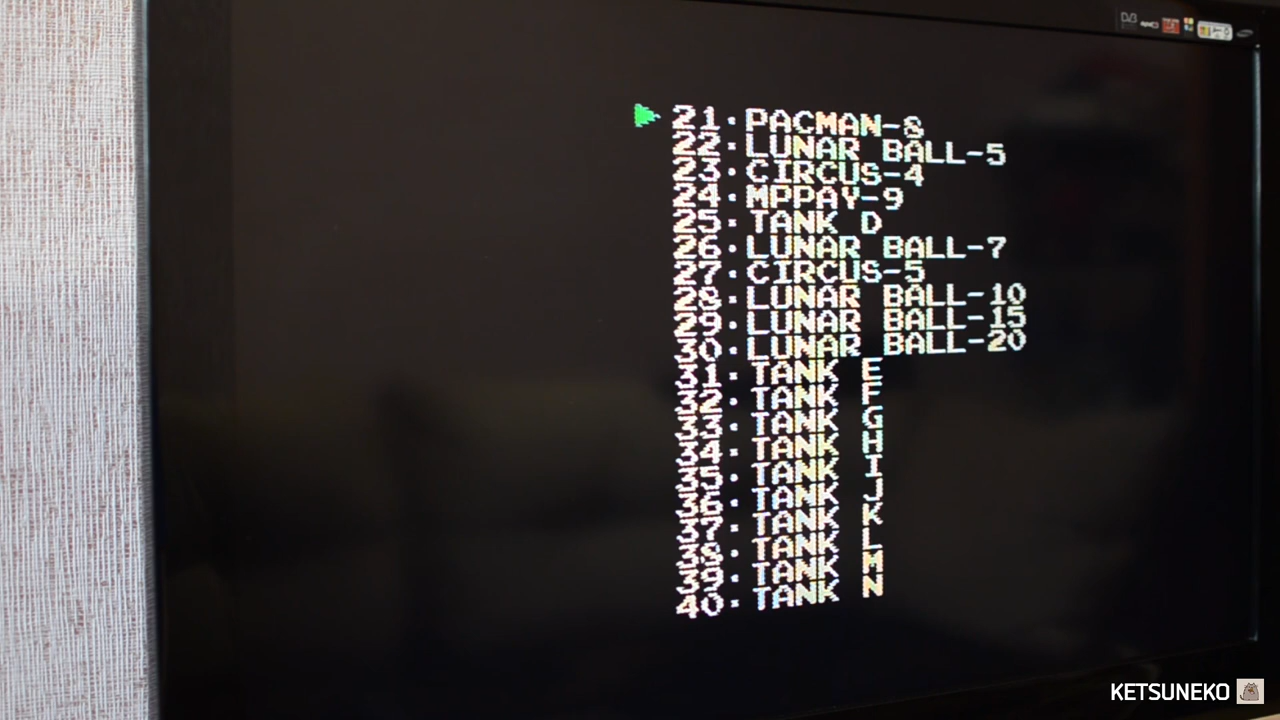 DVB
21. PACMAN-8
22. LUNAR BALL-5
23. CIRCUS-4
24. MPPAY-9
25. TANK D
26. LUNAR BALL-7
27. CIRCUS-5
28. LUNAR BALL-10
29. LUNAR BALL-15
30. LUNAR BALL-20
31. TANK E
32. TANK F
33. TANK G
34. TANK H
35. TANK I
36. TANK J
37. TANK K
38. TANK L
39. TANK M
40. TANK N
KETSUNEKO